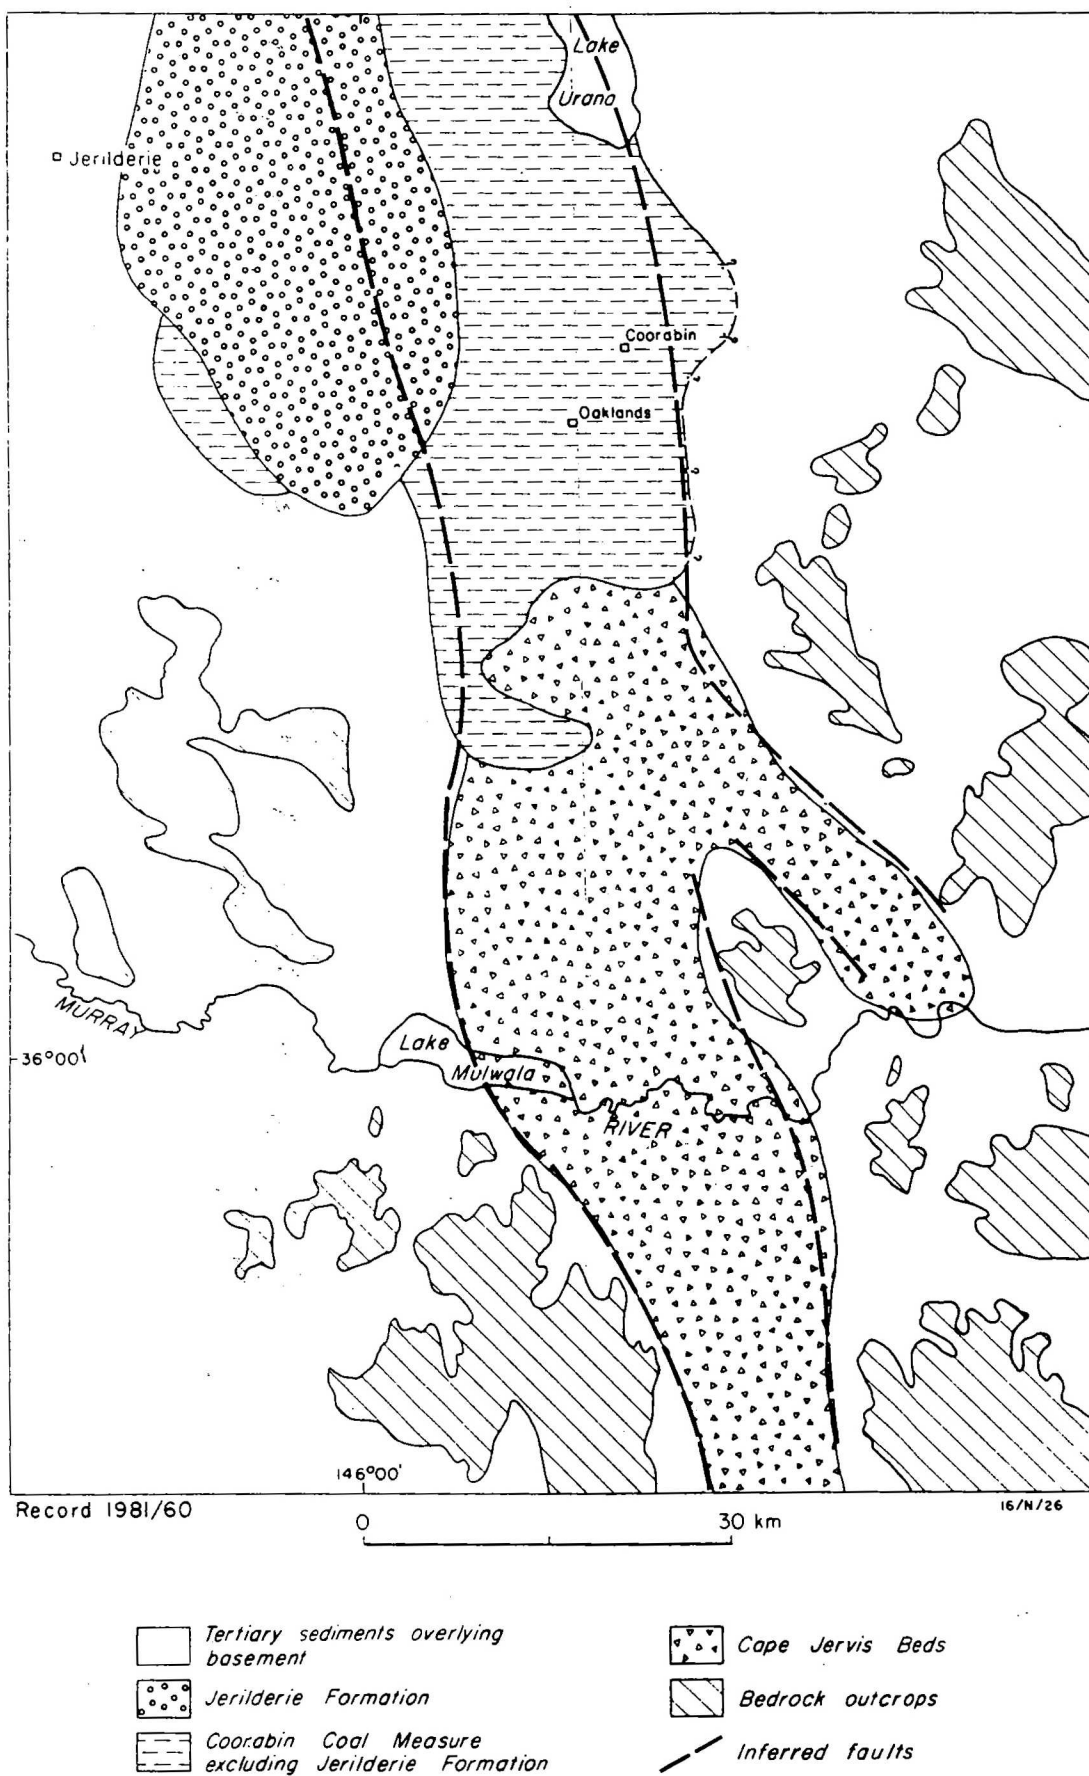 Lake
Urana
Jerilderie
Coorabin
Oaklands
MURRAY
36°00'
Lake
Mulwala
RIVER
146°00'
Record 1981/60
16/N/26
0 30 km
Tertiary sediments overlying
basement
Jerilderie Formation
Coorabin Coal Measure
excluding Jerilderie Formation
Cape Jervis Beds
Bedrock outcrops
Inferred faults